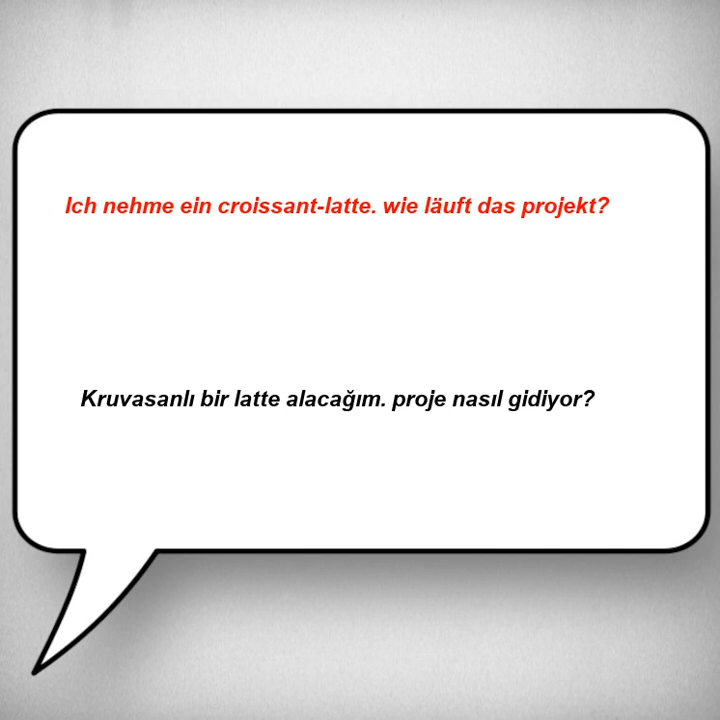 Ich nehme ein croissant-latte. wie läuft das projekt?
Kruvasanlı bir latte alacağım. proje nasıl gidiyor?